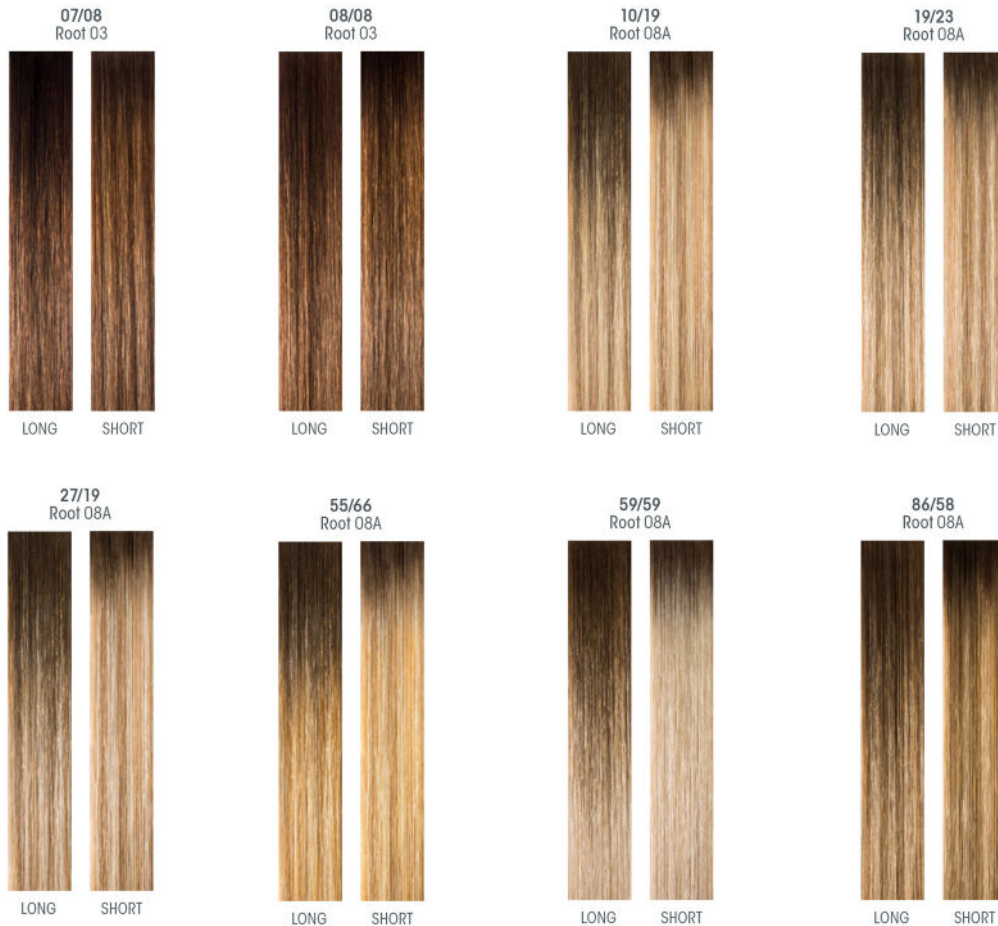 07/08
Root 03
LONG SHORT
08/08
Root 03
LONG SHORT
10/19
Root 08A
LONG SHORT
19/23
Root 08A
LONG SHORT
27/19
Root 08A
LONG SHORT
55/66
Root 08A
LONG SHORT
59/59
Root 08A
LONG SHORT
86/58
Root 08A
LONG SHORT